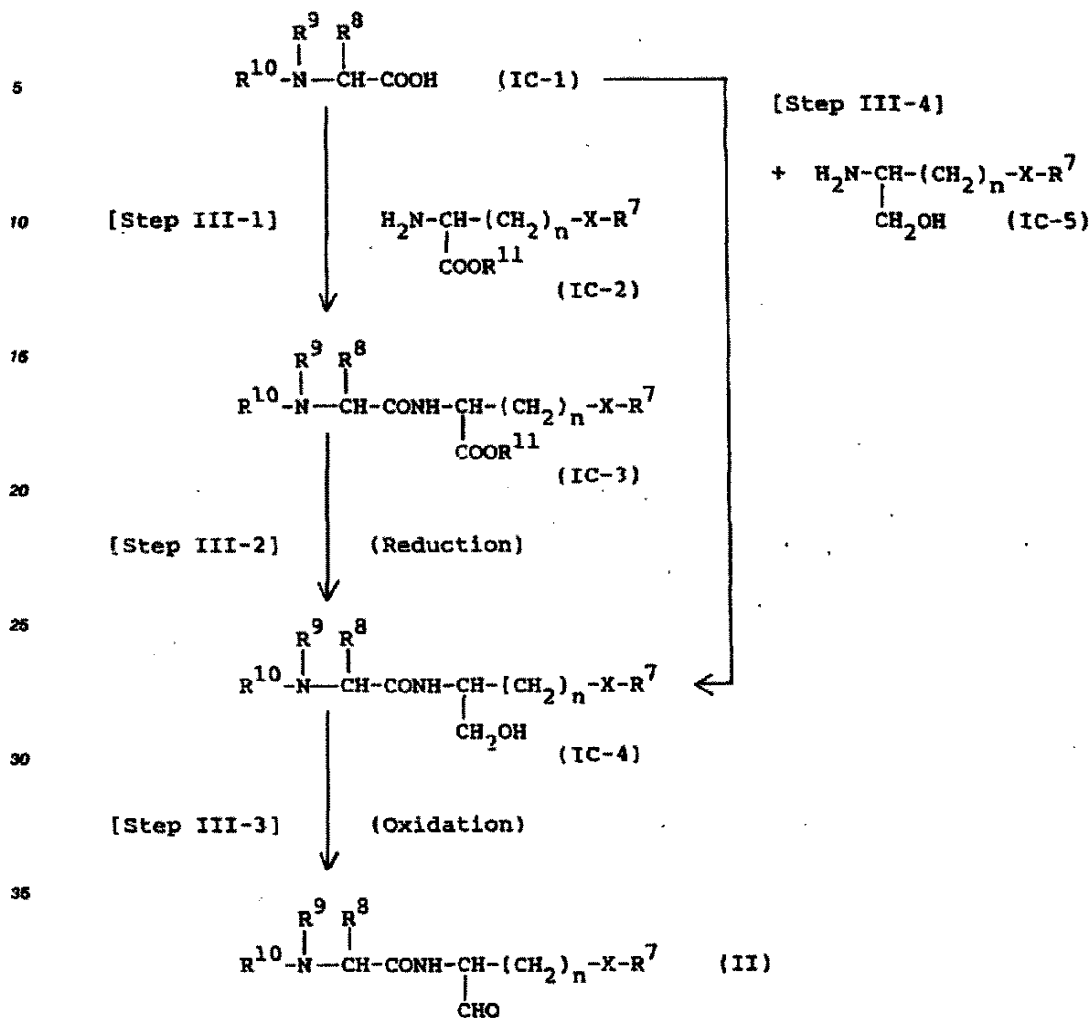 R⁹ R⁸
5 R¹⁰-N—CH-COOH (IC-1)
[Step III-4]
+ H₂N-CH-(CH₂)ₙ-X-R⁷
CH₂OH (IC-5)
10 [Step III-1] H₂N-CH-(CH₂)ₙ-X-R⁷
COOR¹¹
(IC-2)
15 R⁹ R⁸
R¹⁰-N—CH-CONH-CH-(CH₂)ₙ-X-R⁷
COOR¹¹
(IC-3)
20
[Step III-2] (Reduction)
25 R⁹ R⁸
R¹⁰-N—CH-CONH-CH-(CH₂)ₙ-X-R⁷
CH₂OH
30 (IC-4)
[Step III-3] (Oxidation)
35
R⁹ R⁸
R¹⁰-N—CH-CONH-CH-(CH₂)ₙ-X-R⁷ (II)
CHO